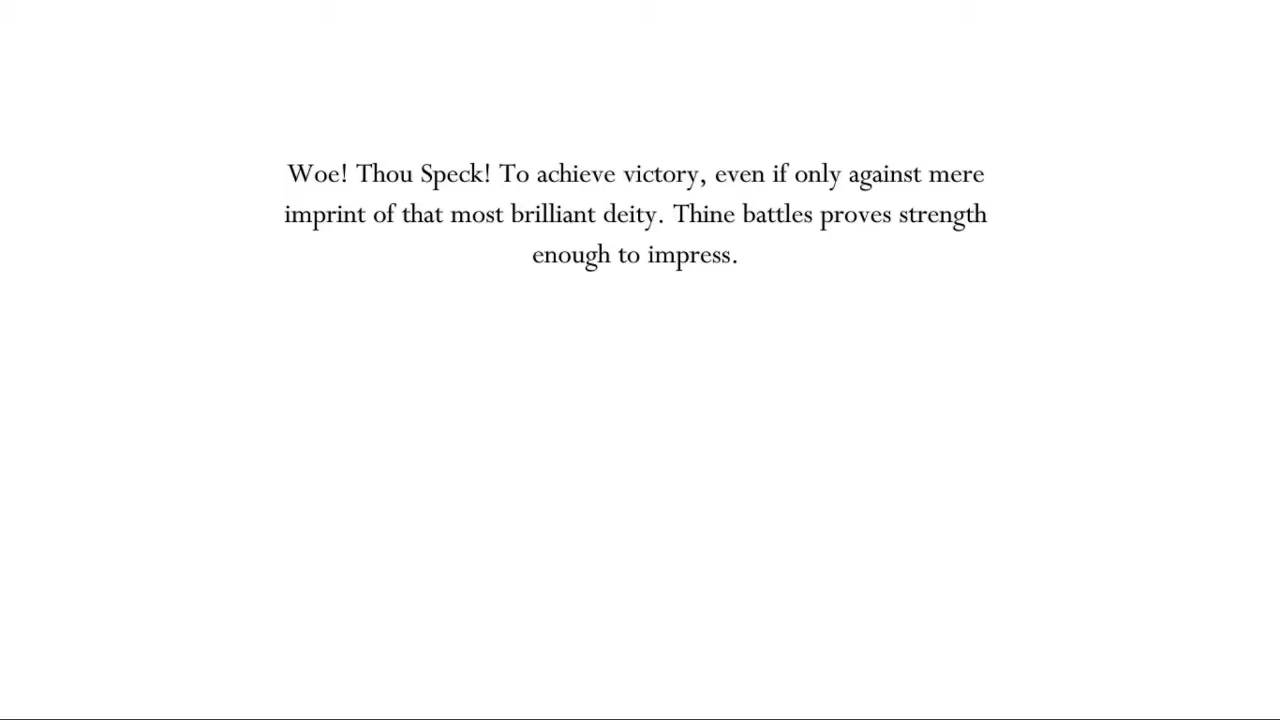 Woe! Thou Speck! To achieve victory, even if only against mere
imprint of that most brilliant deity. Thine battles proves strength
enough to impress.